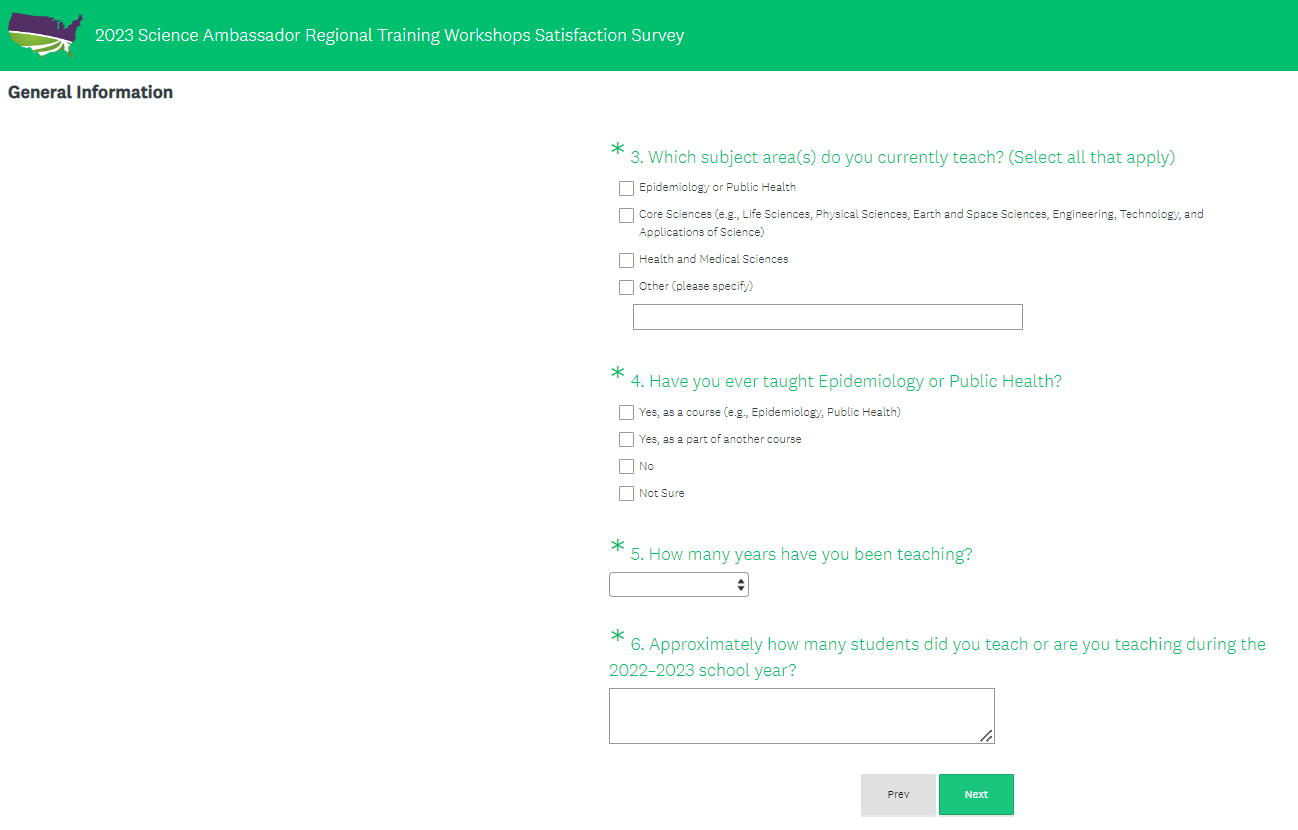 2023 Science Ambassador Regional Training Workshops Satisfaction Survey
General Information
* 3. Which subject area(s) do you currently teach? (Select all that apply)
Epidemiology or Public Health
Core Sciences (e.g., Life Sciences, Physical Sciences, Earth and Space Sciences, Engineering, Technology, and
Applications of Science)
Health and Medical Sciences
Other (please specify)
* 4. Have you ever taught Epidemiology or Public Health?
Yes, as a course (e.g., Epidemiology, Public Health)
Yes, as a part of another course
No
Not Sure
* 5. How many years have you been teaching?
* 6. Approximately how many students did you teach or are you teaching during the
2022–2023 school year?
Prev
Next